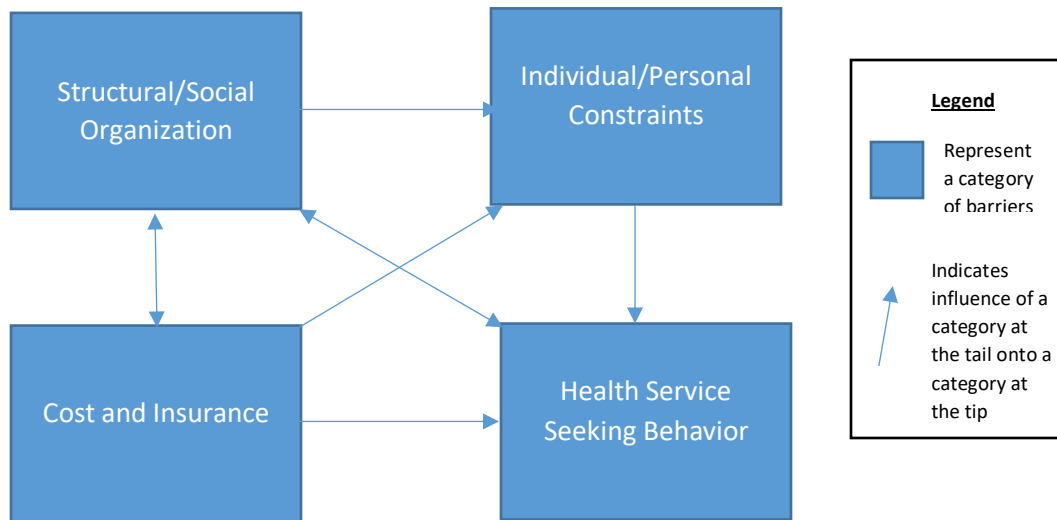 Structural/Social
Organization
Individual/Personal
Constraints
Cost and Insurance
Health Service
Seeking Behavior
Legend
Represent
a category
of barriers
Indicates
influence of a
category at
the tail onto a
category at
the tip